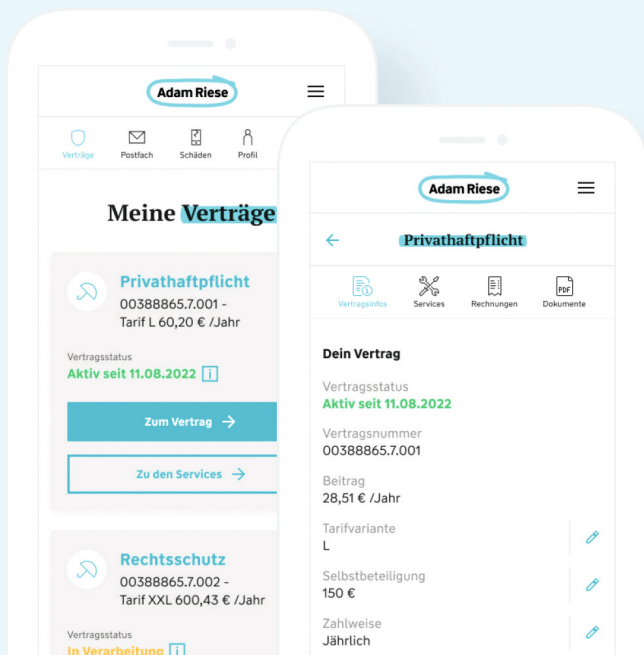 Adam Riese
Verträge
Postfach
Schäden
Profil
Meine Verträge
Privathaftpflicht
00388865.7.001 -
Tarif L 60,20 € /Jahr
Vertragsstatus
Aktiv seit 11.08.2022
Zum Vertrag
Zu den Services
Rechtsschutz
00388865.7.002 -
Tarif XXL 600,43 € /Jahr
Vertragsstatus
In Verarbeitung
Adam Riese
Privathaftpflicht
Vertragsinfos
Services
Rechnungen
PDF
Dokumente
Dein Vertrag
Vertragsstatus
Aktiv seit 11.08.2022
Vertragsnummer
00388865.7.001
Beitrag
28,51 € /Jahr
Tarifvariante
L
Selbstbeteiligung
150 €
Zahlweise
Jährlich